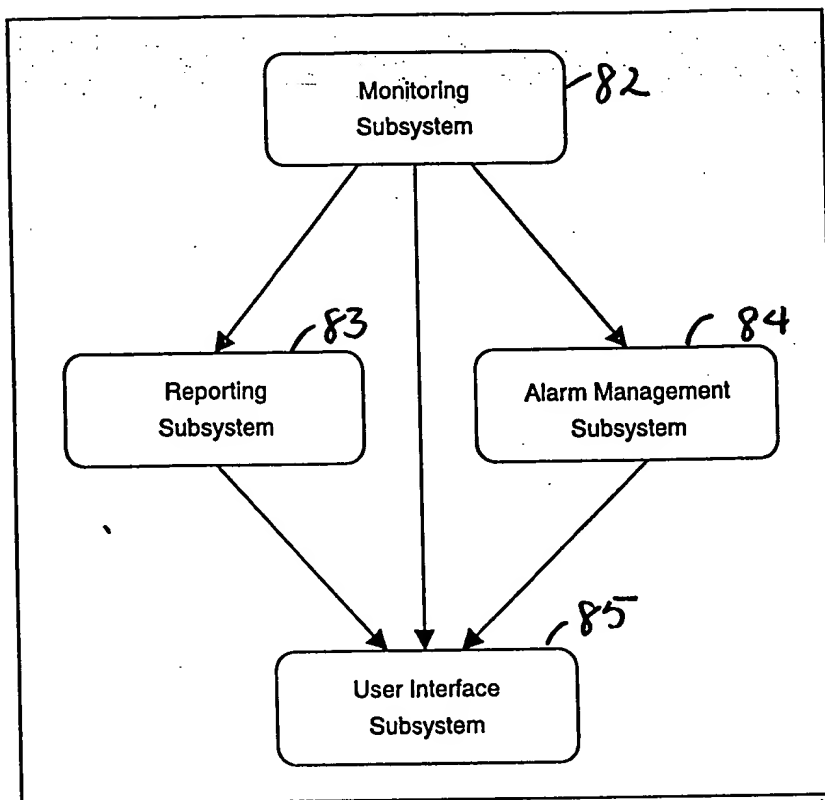 Monitoring
Subsystem
82
Reporting
Subsystem
83
Alarm Management
Subsystem
84
User Interface
Subsystem
85